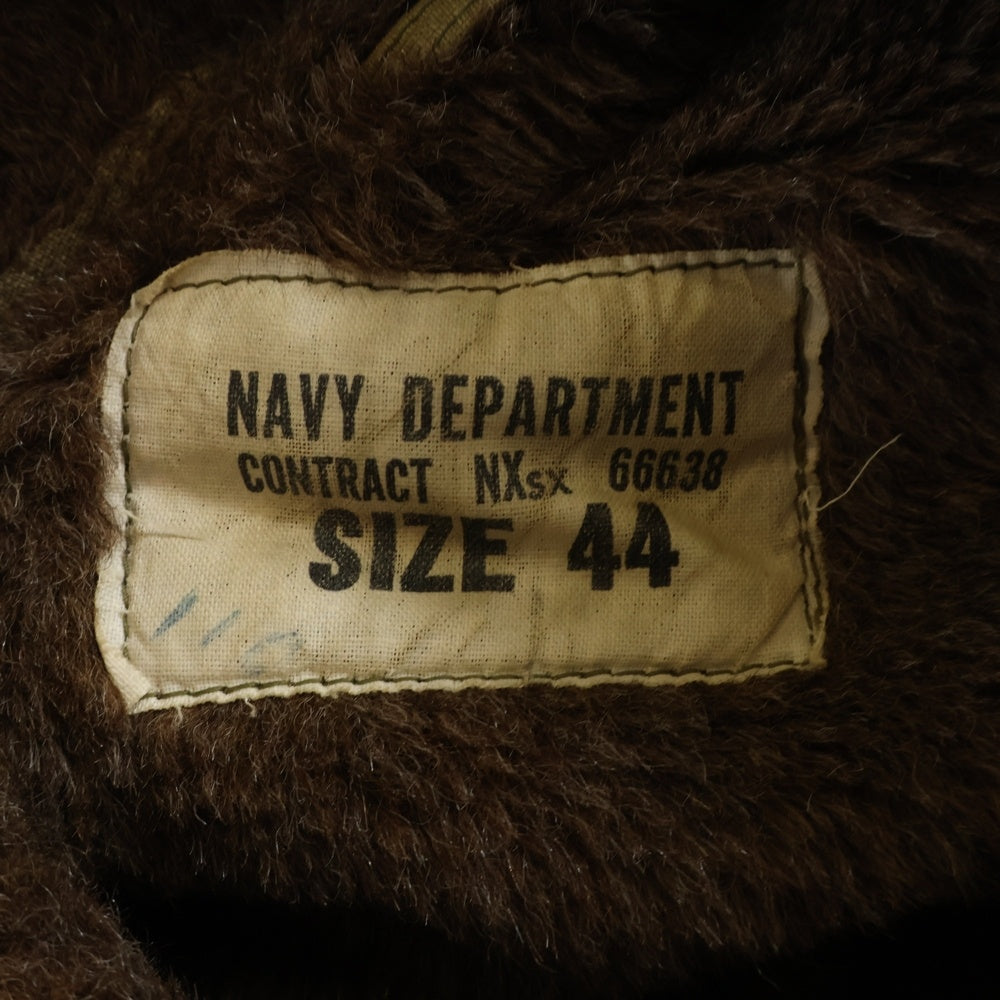 NAVY DEPARTMENT
CONTRACT NXsx 66638
SIZE 44